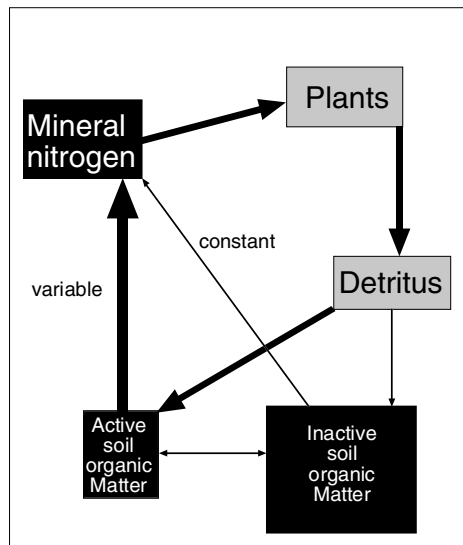 Plants
Mineral
nitrogen
constant
Detritus
variable
Active
soil
organic
Matter
Inactive
soil
organic
Matter